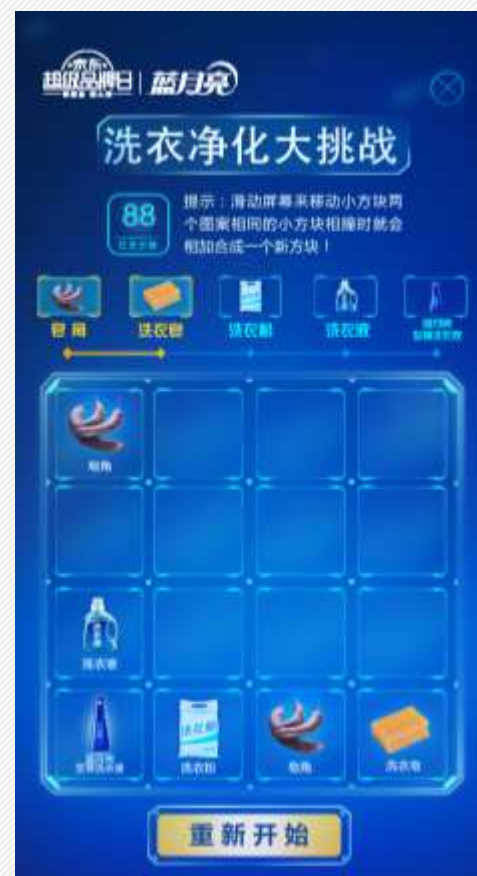 京东
超级品牌日 蓝月亮
洗衣净化大挑战
88
提示：滑动屏幕来移动小方块两
个图案相同的小方块相撞时就会
相加合成一个新方块！
皂角 洗衣皂 洗衣粉 洗衣液
皂角
洗衣液
洗衣粉 皂角 洗衣皂
重新开始